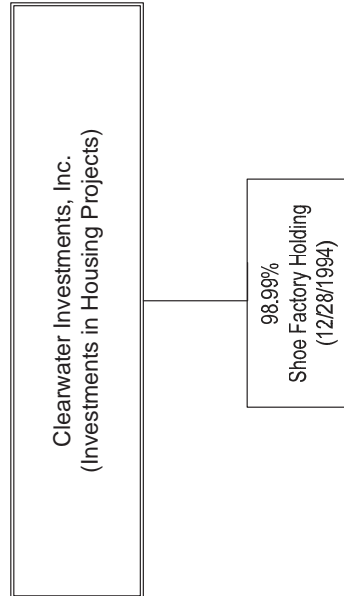 Clearwater Investments, Inc.
(Investments in Housing Projects)
98.99%
Shoe Factory Holding
(12/28/1994)